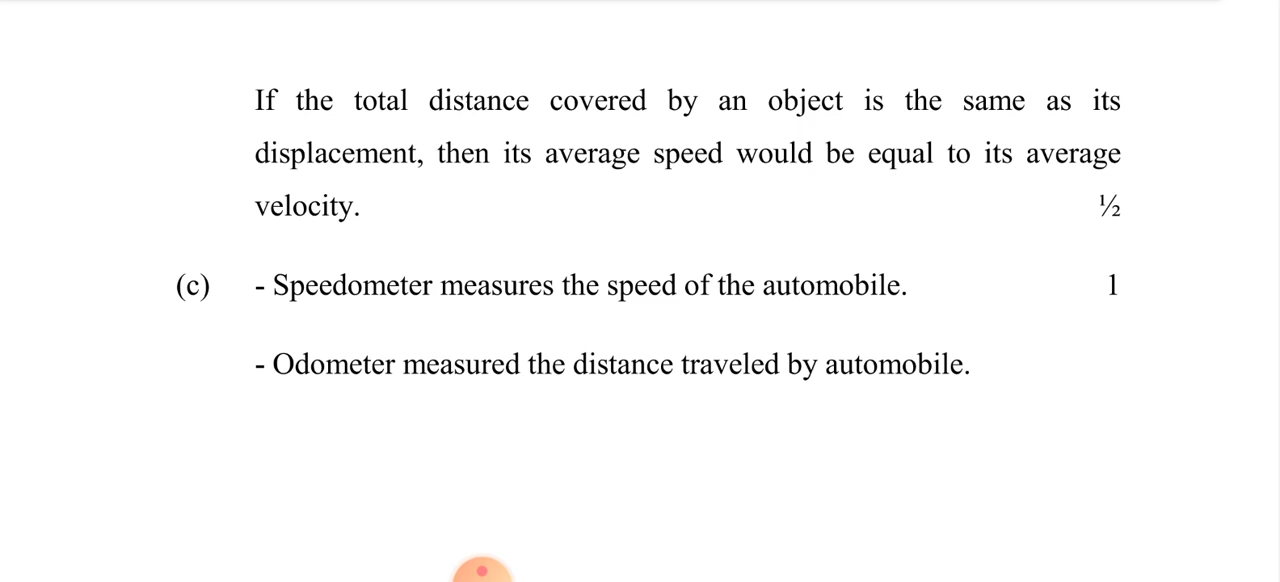 If the total distance covered by an object is the same as its
displacement, then its average speed would be equal to its average
velocity. ½
(c) - Speedometer measures the speed of the automobile. 1
- Odometer measured the distance traveled by automobile.